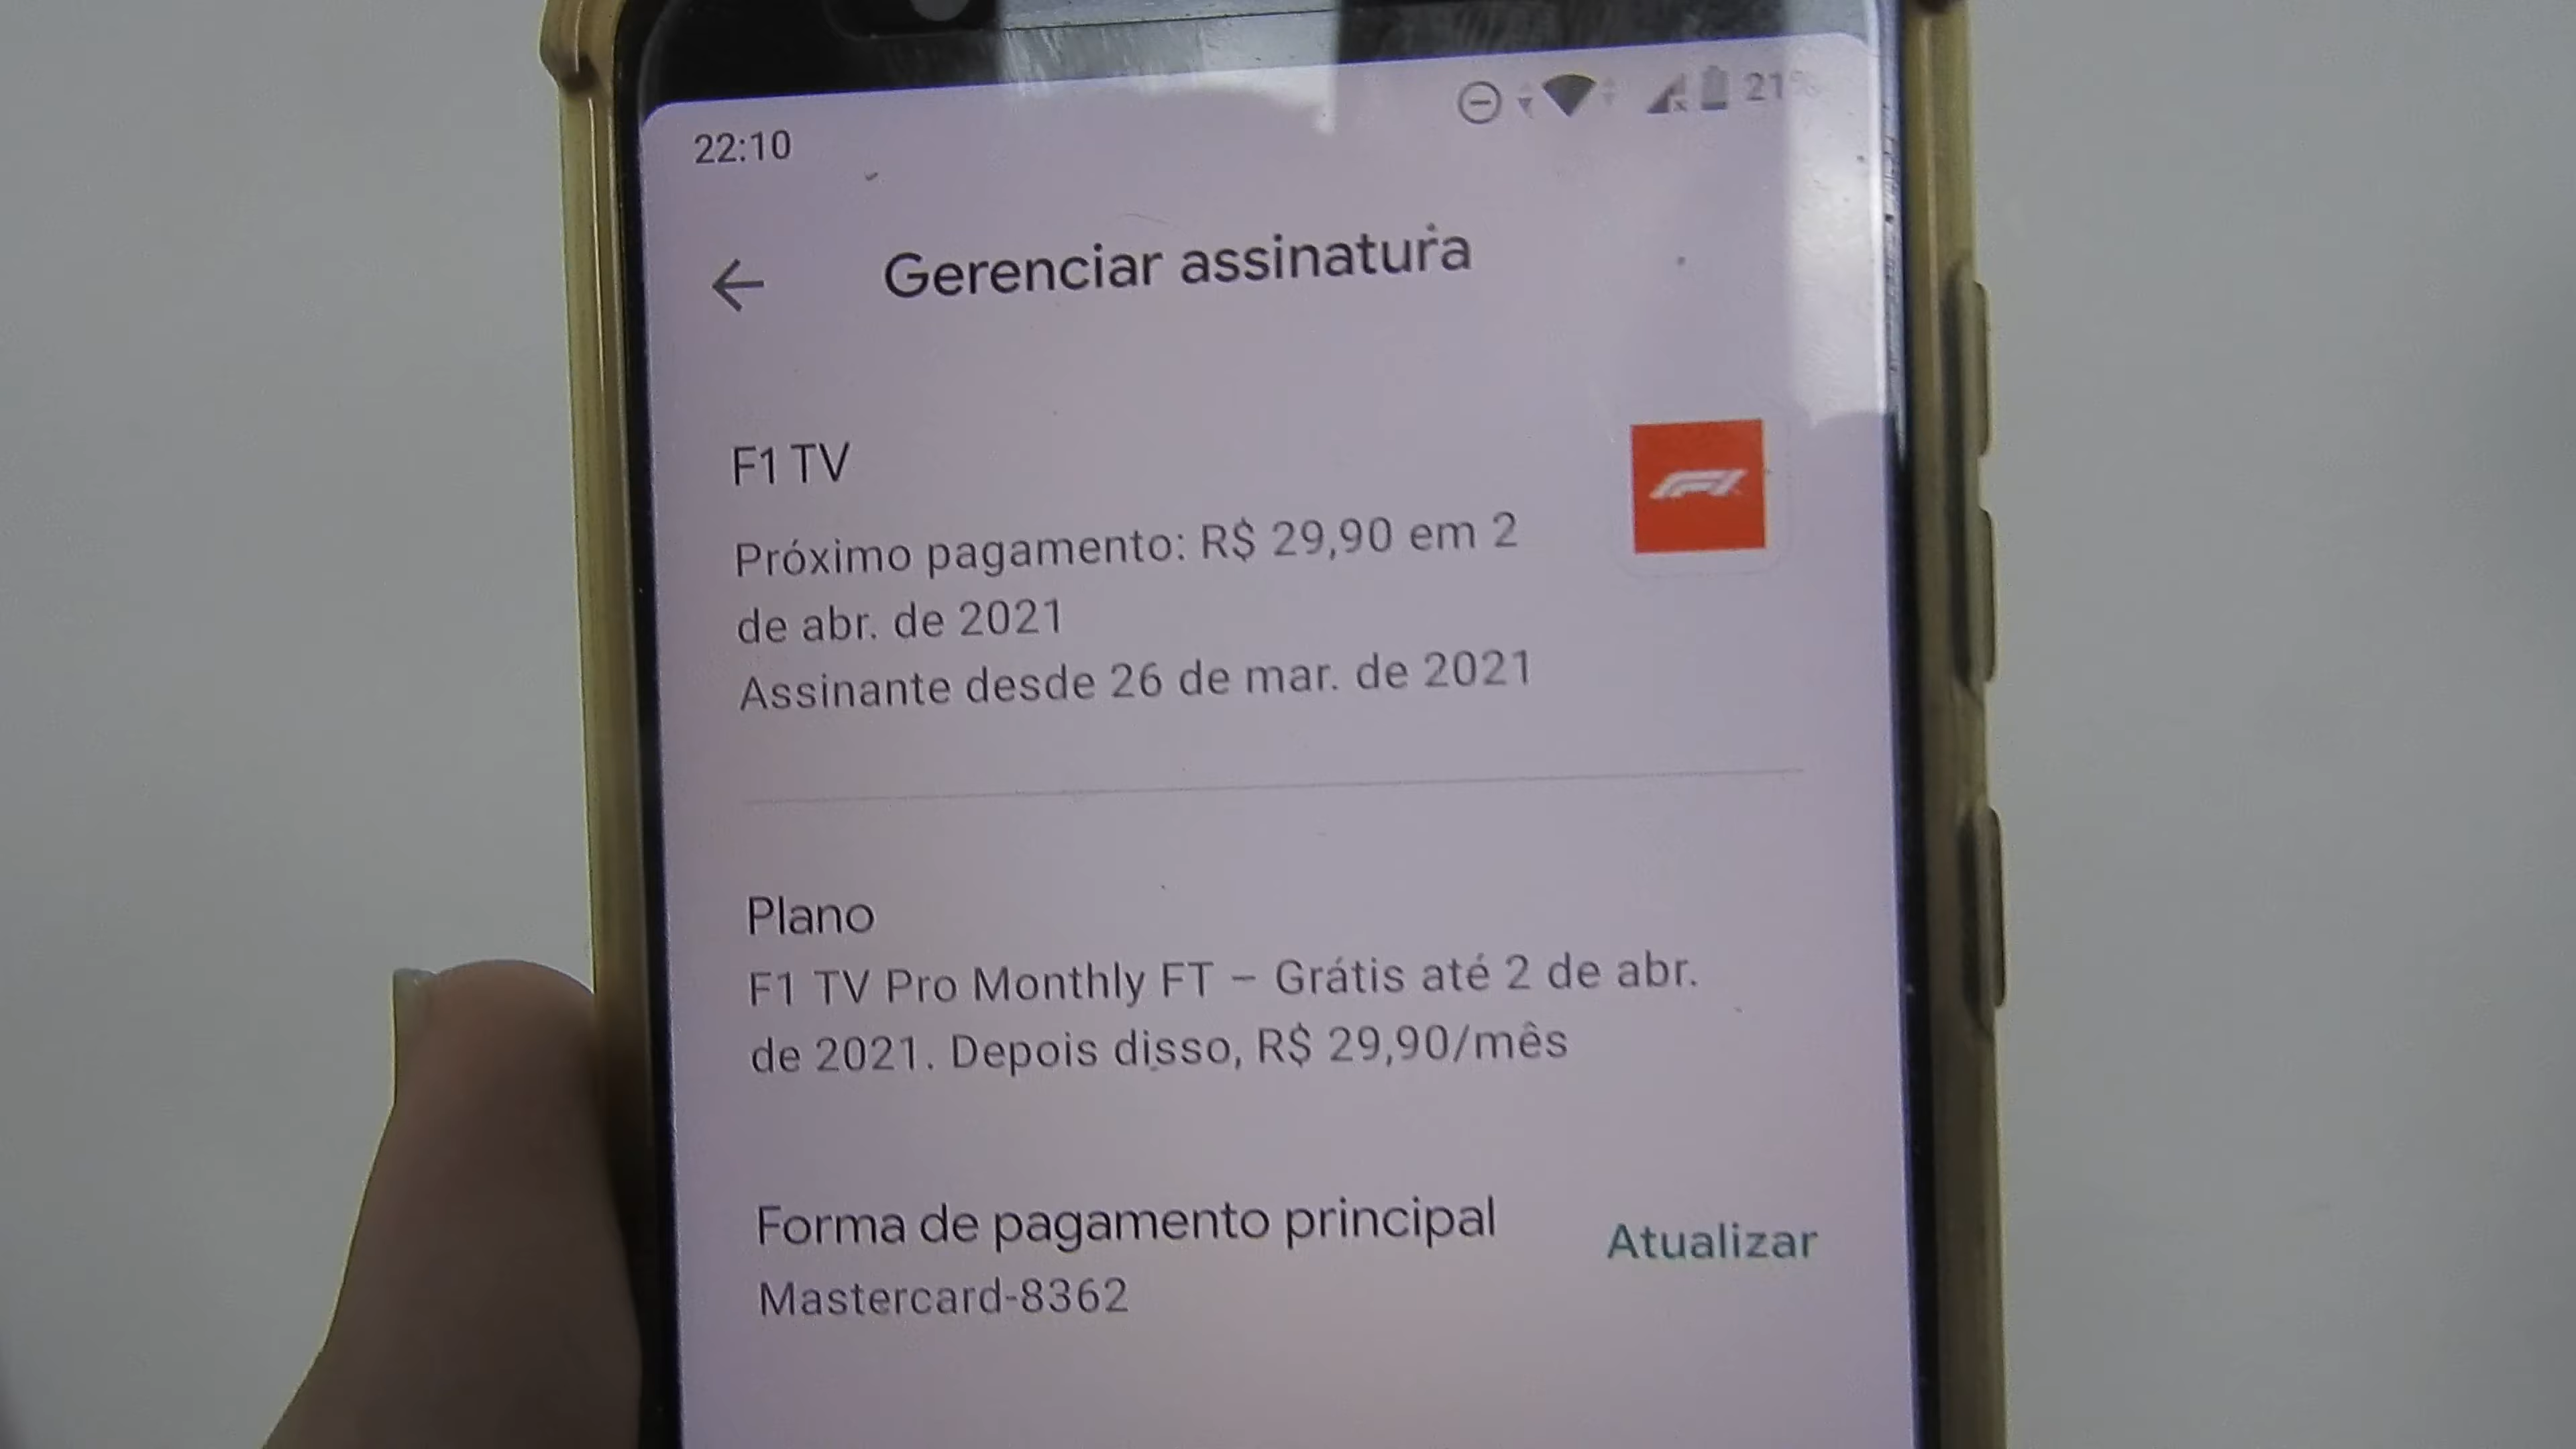 22:10
21%
Gerenciar assinatura
F1 TV
Próximo pagamento: R$ 29,90 em 2
de abr. de 2021
Assinante desde 26 de mar. de 2021
Plano
F1 TV Pro Monthly FT – Grátis até 2 de abr.
de 2021. Depois disso, R$ 29,90/mês
Forma de pagamento principal
Atualizar
Mastercard-8362